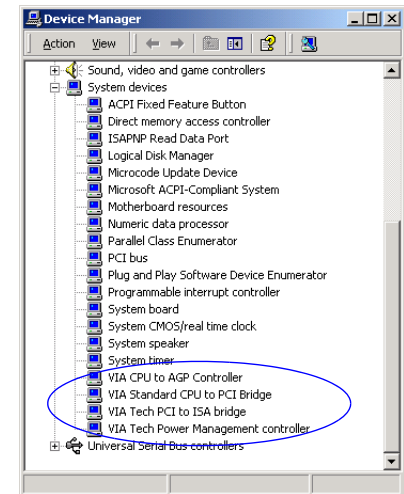 Device Manager
Action View
Sound, video and game controllers
System devices
ACPI Fixed Feature Button
Direct memory access controller
ISAPNP Read Data Port
Logical Disk Manager
Microcode Update Device
Microsoft ACPI-Compliant System
Motherboard resources
Numeric data processor
Parallel Class Enumerator
PCI bus
Plug and Play Software Device Enumerator
Programmable interrupt controller
System board
System CMOS/real time clock
System speaker
System timer
VIA CPU to AGP Controller
VIA Standard CPU to PCI Bridge
VIA Tech PCI to ISA bridge
VIA Tech Power Management controller
Universal Serial Bus controllers